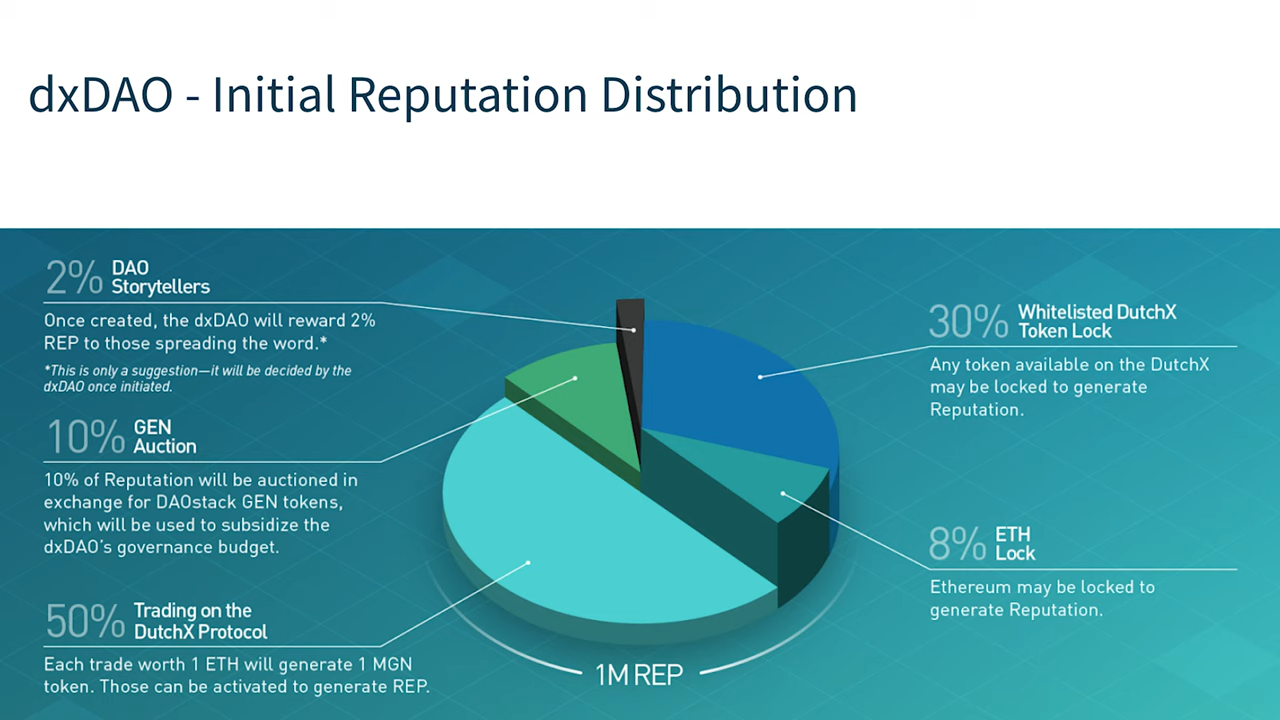 dxDAO - Initial Reputation Distribution
2% DAO
Storytellers
Once created, the dxDAO will reward 2%
REP to those spreading the word.*
*This is only a suggestion—it will be decided by the
dxDAO once initiated.
10% GEN
Auction
10% of Reputation will be auctioned in
exchange for DAOstack GEN tokens,
which will be used to subsidize the
dxDAO's governance budget.
50% Trading on the
DutchX Protocol
Each trade worth 1 ETH will generate 1 MGN
token. Those can be activated to generate REP.
1M REP
30% Whitelisted DutchX
Token Lock
Any token available on the DutchX
may be locked to generate
Reputation.
8% ETH
Lock
Ethereum may be locked to
generate Reputation.